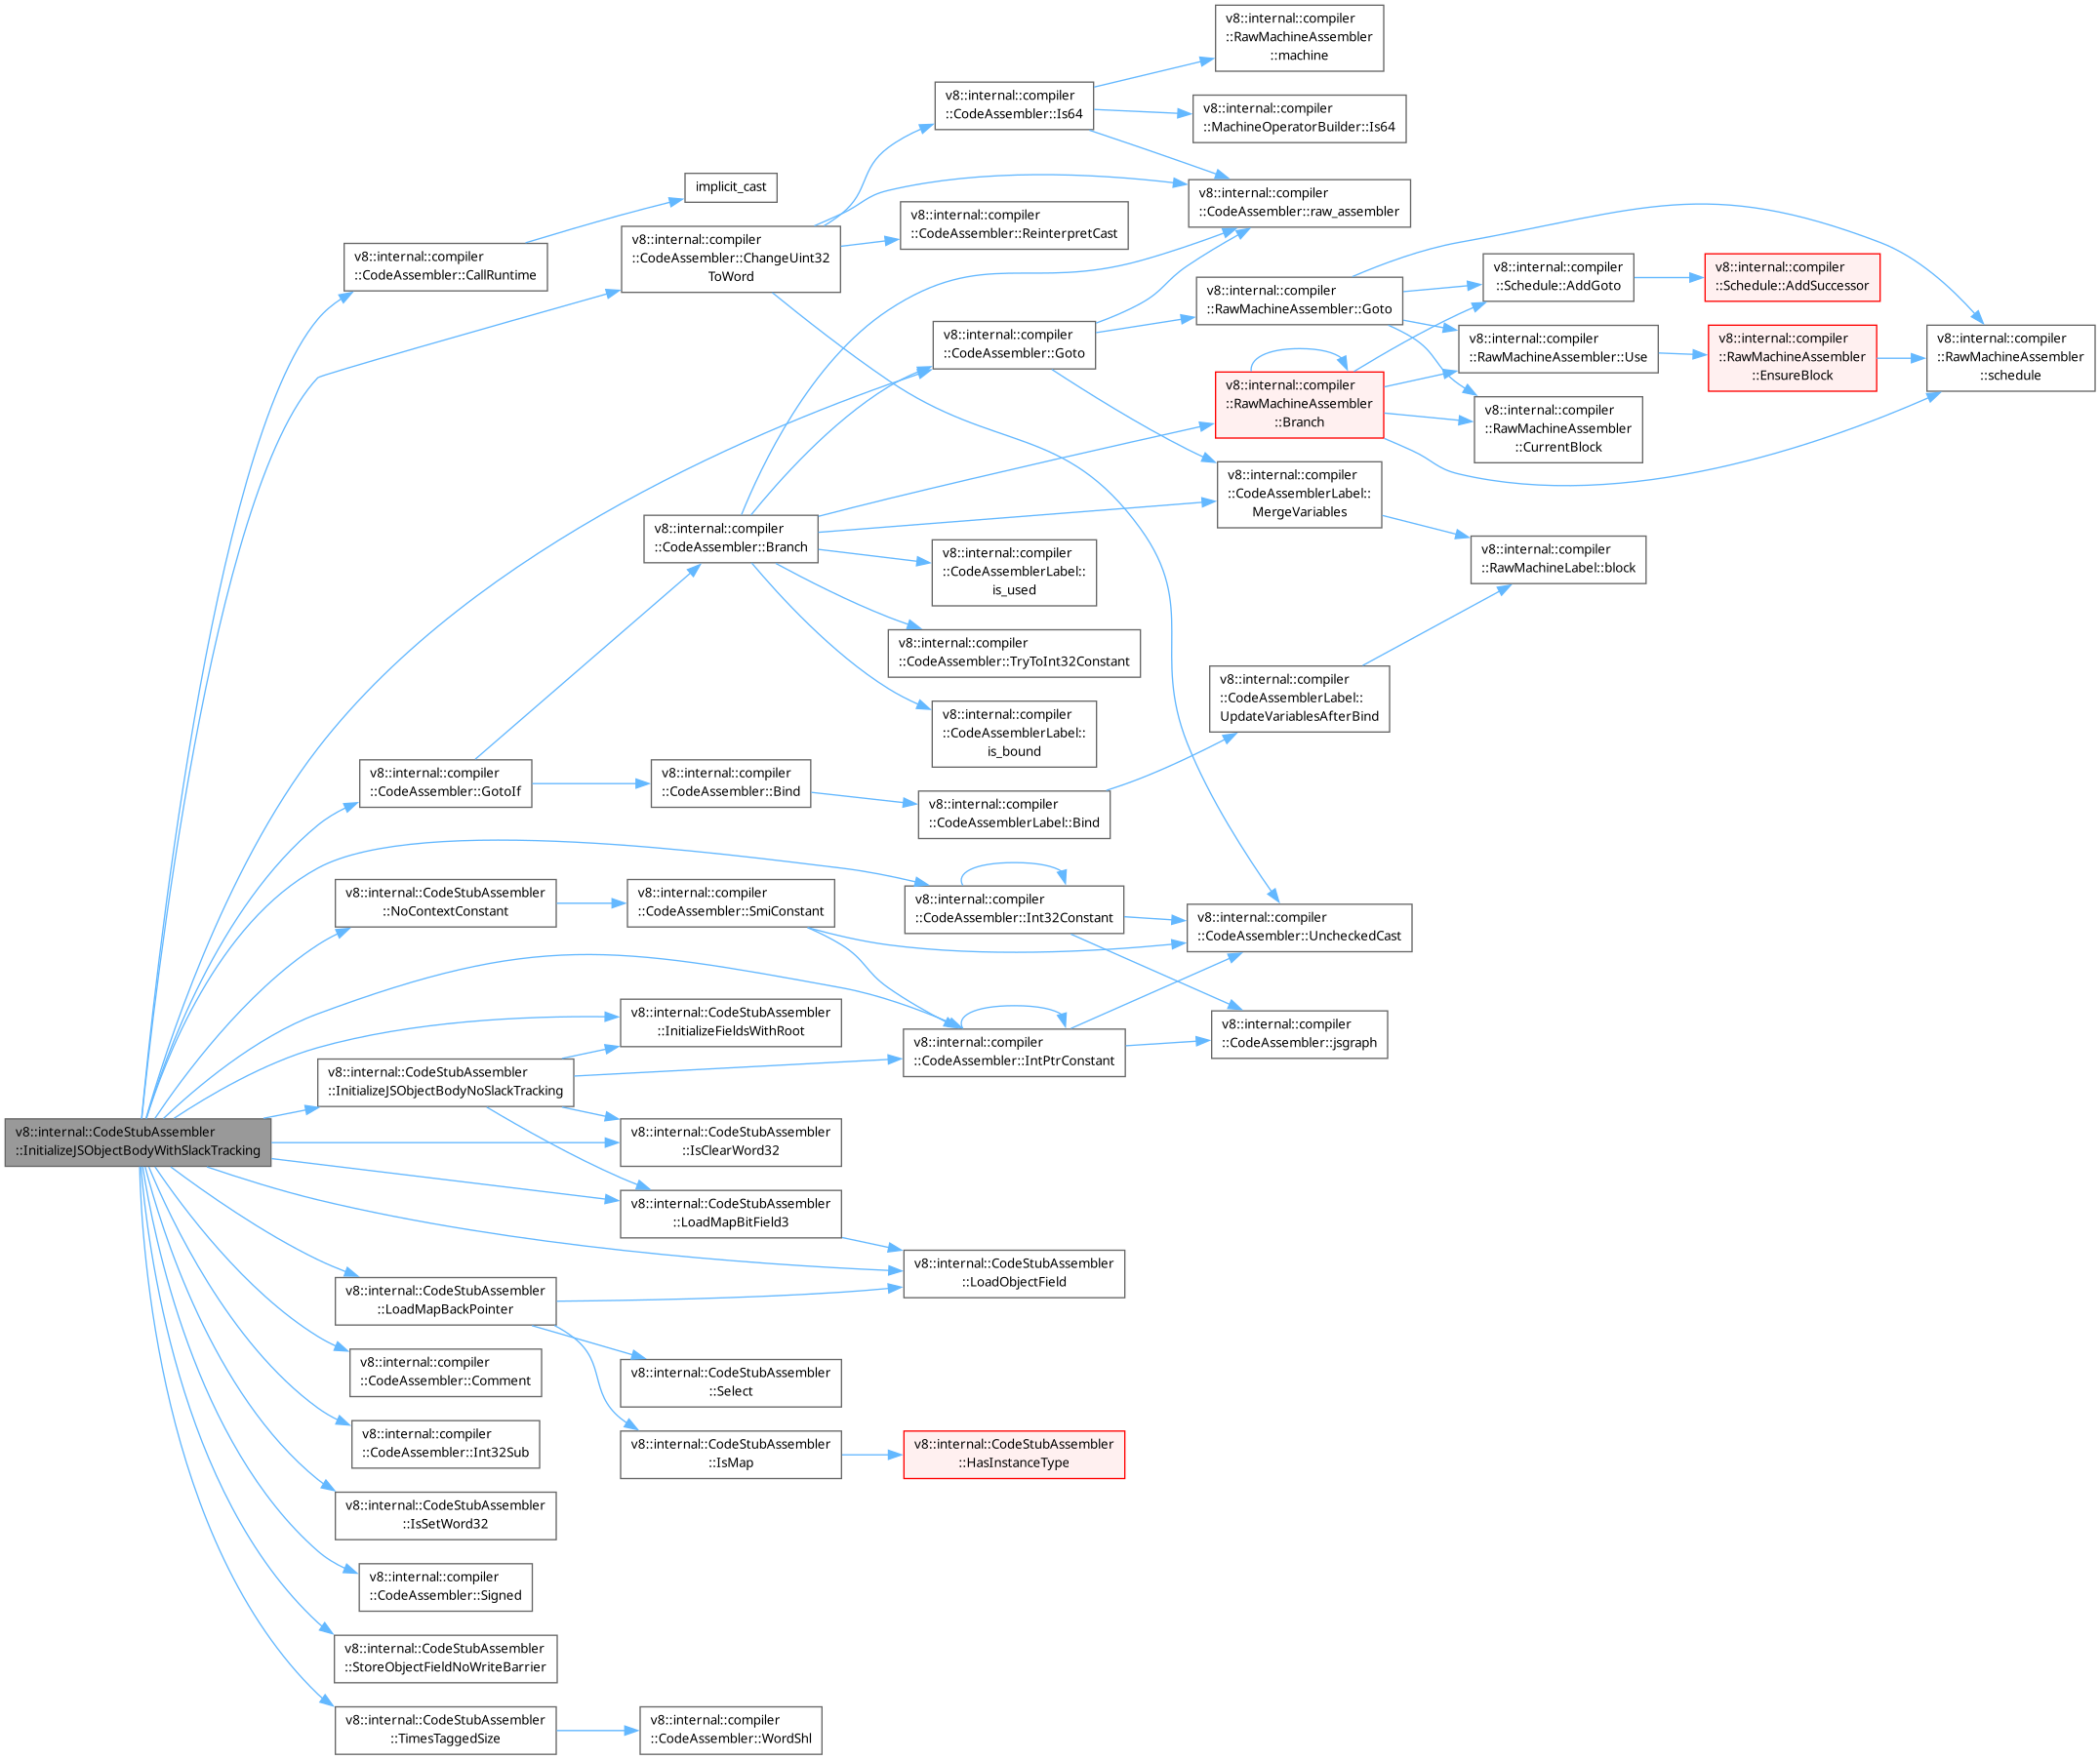 v8::internal::compiler
::RawMachineAssembler
::machine
v8::internal::compiler
::CodeAssembler::Is64
v8::internal::compiler
::MachineOperatorBuilder::Is64
implicit_cast
v8::internal::compiler
::CodeAssembler::raw_assembler
v8::internal::compiler
::CodeAssembler::ReinterpretCast
v8::internal::compiler
::CodeAssembler::ChangeUint32
ToWord
v8::internal::compiler
::CodeAssembler::CallRuntime
v8::internal::compiler
::Schedule::AddGoto
v8::internal::compiler
::Schedule::AddSuccessor
v8::internal::compiler
::RawMachineAssembler::Goto
v8::internal::compiler
::CodeAssembler::Goto
v8::internal::compiler
::RawMachineAssembler::Use
v8::internal::compiler
::RawMachineAssembler
::EnsureBlock
v8::internal::compiler
::RawMachineAssembler
::schedule
v8::internal::compiler
::RawMachineAssembler
::Branch
v8::internal::compiler
::RawMachineAssembler
::CurrentBlock
v8::internal::compiler
::CodeAssemblerLabel::
MergeVariables
v8::internal::compiler
::CodeAssembler::Branch
v8::internal::compiler
::CodeAssemblerLabel::
is_used
v8::internal::compiler
::RawMachineLabel::block
v8::internal::compiler
::CodeAssembler::TryToInt32Constant
v8::internal::compiler
::CodeAssemblerLabel::
UpdateVariablesAfterBind
v8::internal::compiler
::CodeAssemblerLabel::
is_bound
v8::internal::compiler
::CodeAssembler::GotoIf
v8::internal::compiler
::CodeAssembler::Bind
v8::internal::compiler
::CodeAssemblerLabel::Bind
v8::internal::CodeStubAssembler
::NoContextConstant
v8::internal::compiler
::CodeAssembler::SmiConstant
v8::internal::compiler
::CodeAssembler::Int32Constant
v8::internal::compiler
::CodeAssembler::UncheckedCast
v8::internal::CodeStubAssembler
::InitializeFieldsWithRoot
v8::internal::compiler
::CodeAssembler::IntPtrConstant
v8::internal::compiler
::CodeAssembler::jsgraph
v8::internal::CodeStubAssembler
::InitializeJSObjectBodyNoSlackTracking
v8::internal::CodeStubAssembler
::InitializeJSObjectBodyWithSlackTracking
v8::internal::CodeStubAssembler
::IsClearWord32
v8::internal::CodeStubAssembler
::LoadMapBitField3
v8::internal::CodeStubAssembler
::LoadObjectField
v8::internal::CodeStubAssembler
::LoadMapBackPointer
v8::internal::compiler
::CodeAssembler::Comment
v8::internal::CodeStubAssembler
::Select
v8::internal::compiler
::CodeAssembler::Int32Sub
v8::internal::CodeStubAssembler
::IsMap
v8::internal::CodeStubAssembler
::HasInstanceType
v8::internal::CodeStubAssembler
::IsSetWord32
v8::internal::compiler
::CodeAssembler::Signed
v8::internal::CodeStubAssembler
::StoreObjectFieldNoWriteBarrier
v8::internal::CodeStubAssembler
::TimesTaggedSize
v8::internal::compiler
::CodeAssembler::WordShl